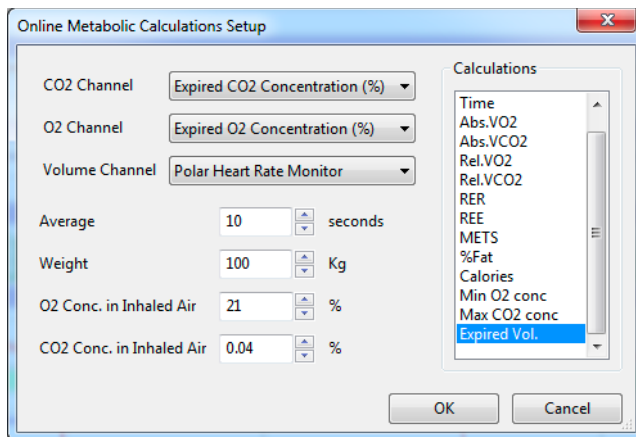 Online Metabolic Calculations Setup
CO2 Channel
Expired CO2 Concentration (%)
O2 Channel
Expired O2 Concentration (%)
Volume Channel
Polar Heart Rate Monitor
Average
10
seconds
Weight
100
Kg
O2 Conc. in Inhaled Air
21
%
CO2 Conc. in Inhaled Air
0.04
%
Calculations
Time
Abs.VO2
Abs.VCO2
Rel.VO2
Rel.VCO2
RER
REE
METS
%Fat
Calories
Min O2 conc
Max CO2 conc
Expired Vol.
OK
Cancel